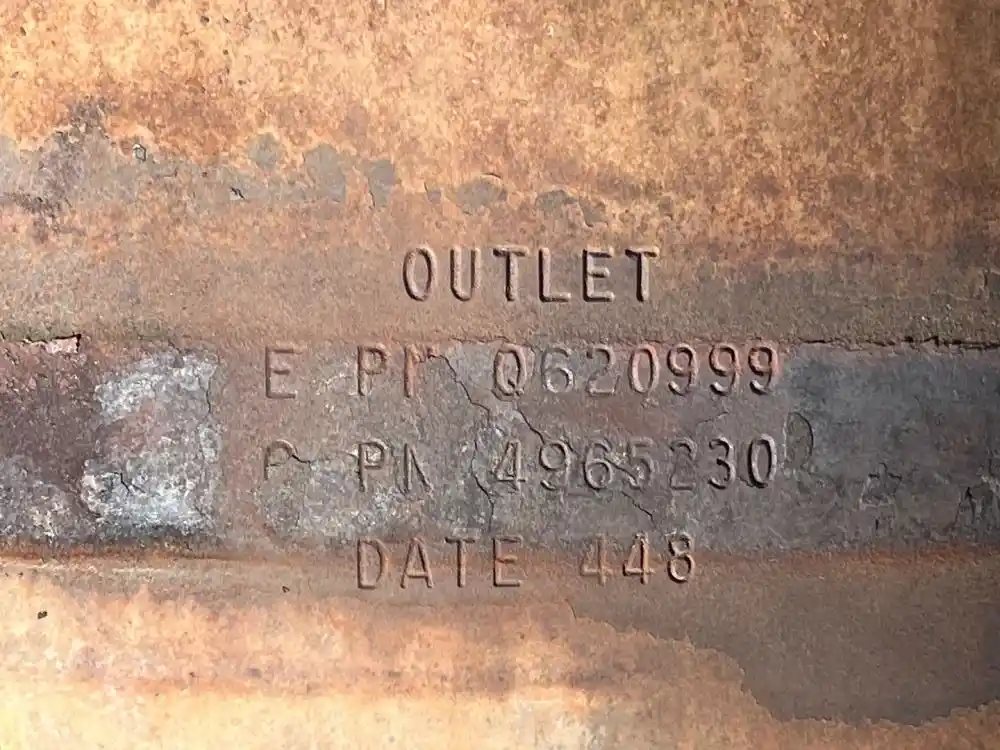 OUTLET
E PN Q620999
P PN 4965230
DATE 448